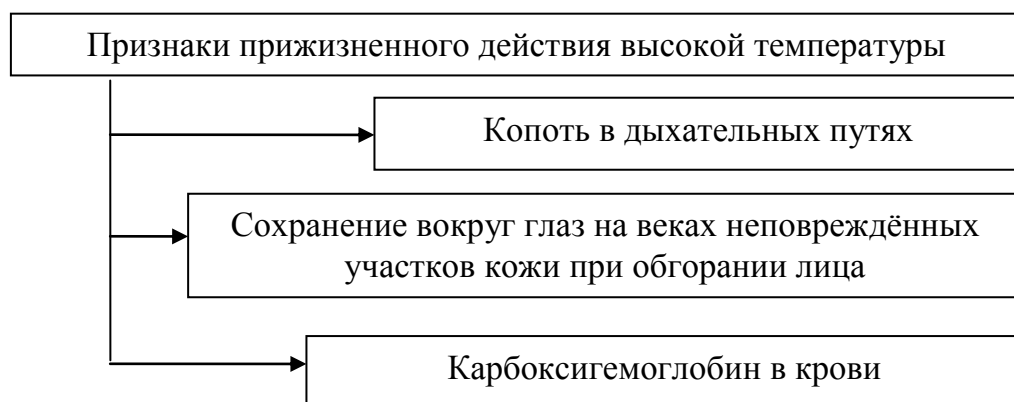 Признаки прижизненного действия высокой температуры
Копоть в дыхательных путях
Сохранение вокруг глаз на веках неповреждённых
участков кожи при обгорании лица
Карбоксигемоглобин в крови